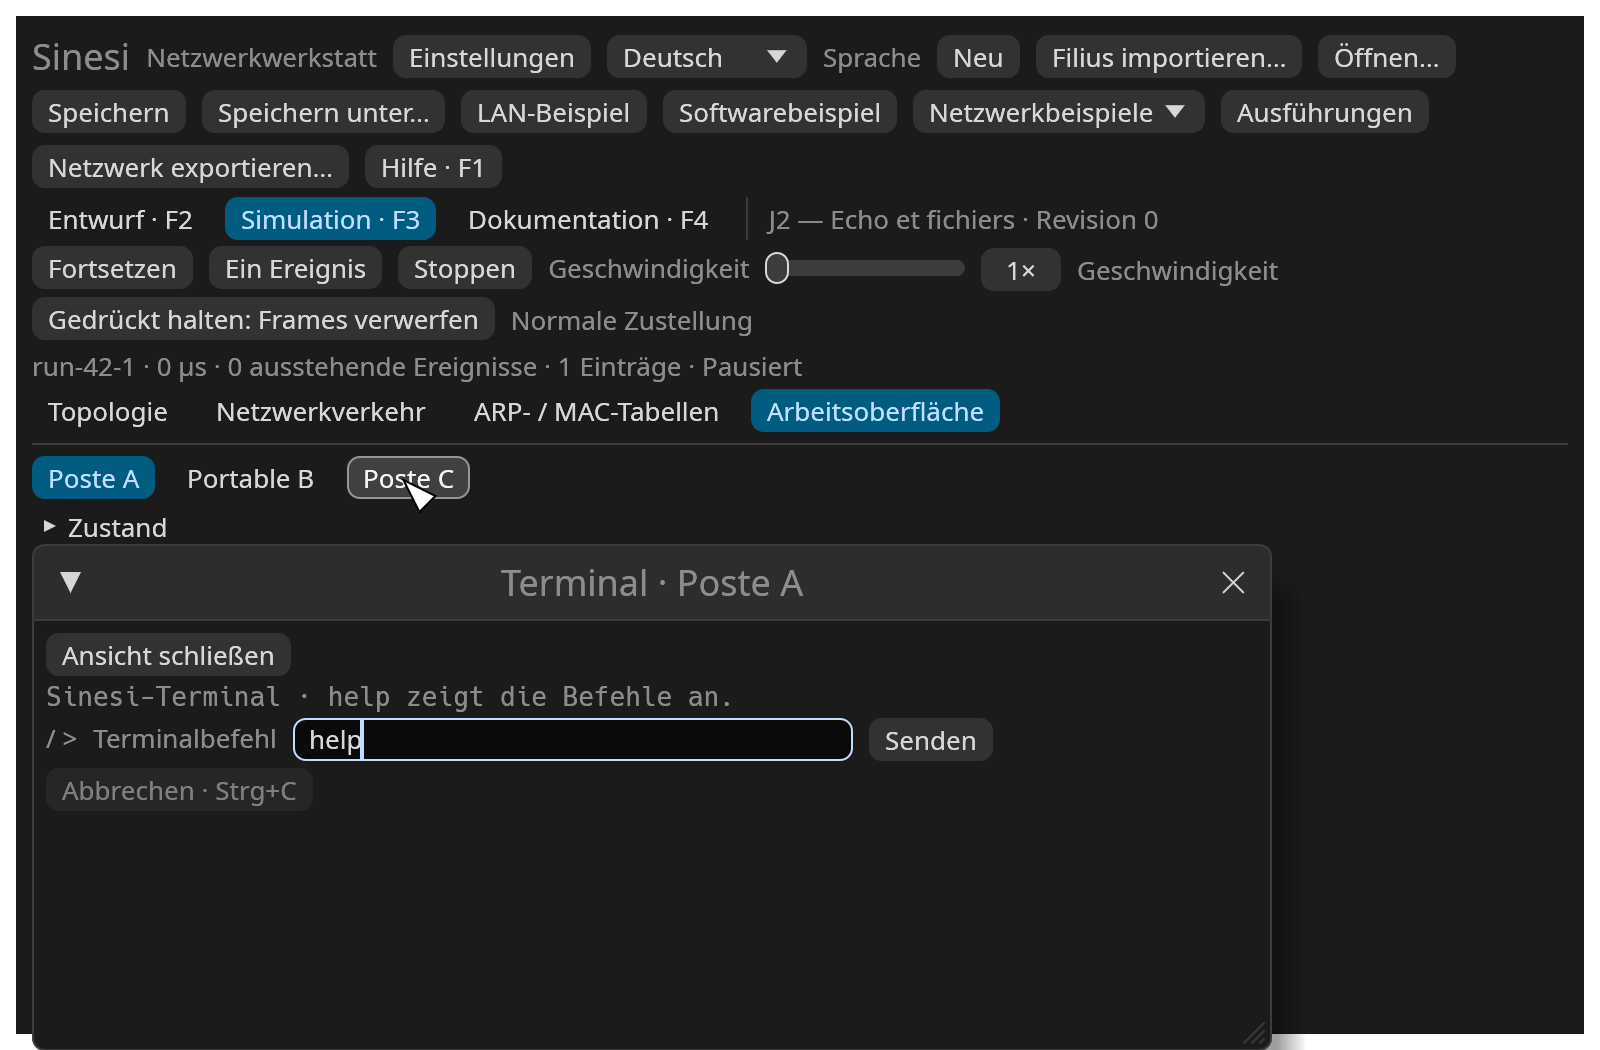 Sinesi Netzwerkwerkstatt Einstellungen Deutsch Sprache Neu Filius importieren... Öffnen...
Speichern Speichern unter... LAN-Beispiel Softwarebeispiel Netzwerkbeispiele Ausführungen
Netzwerk exportieren... Hilfe · F1
Entwurf · F2 Simulation · F3 Dokumentation · F4 J2 — Echo et fichiers · Revision 0
Fortsetzen Ein Ereignis Stoppen Geschwindigkeit 1× Geschwindigkeit
Gedrückt halten: Frames verwerfen Normale Zustellung
run-42-1 · 0 µs · 0 ausstehende Ereignisse · 1 Einträge · Pausiert
Topologie Netzwerkverkehr ARP- / MAC-Tabellen Arbeitsoberfläche
Poste A Portable B Poste C
Zustand
Terminal · Poste A
Ansicht schließen
Sinesi-Terminal · help zeigt die Befehle an.
/ > Terminalbefehl help Senden
Abbrechen · Strg+C